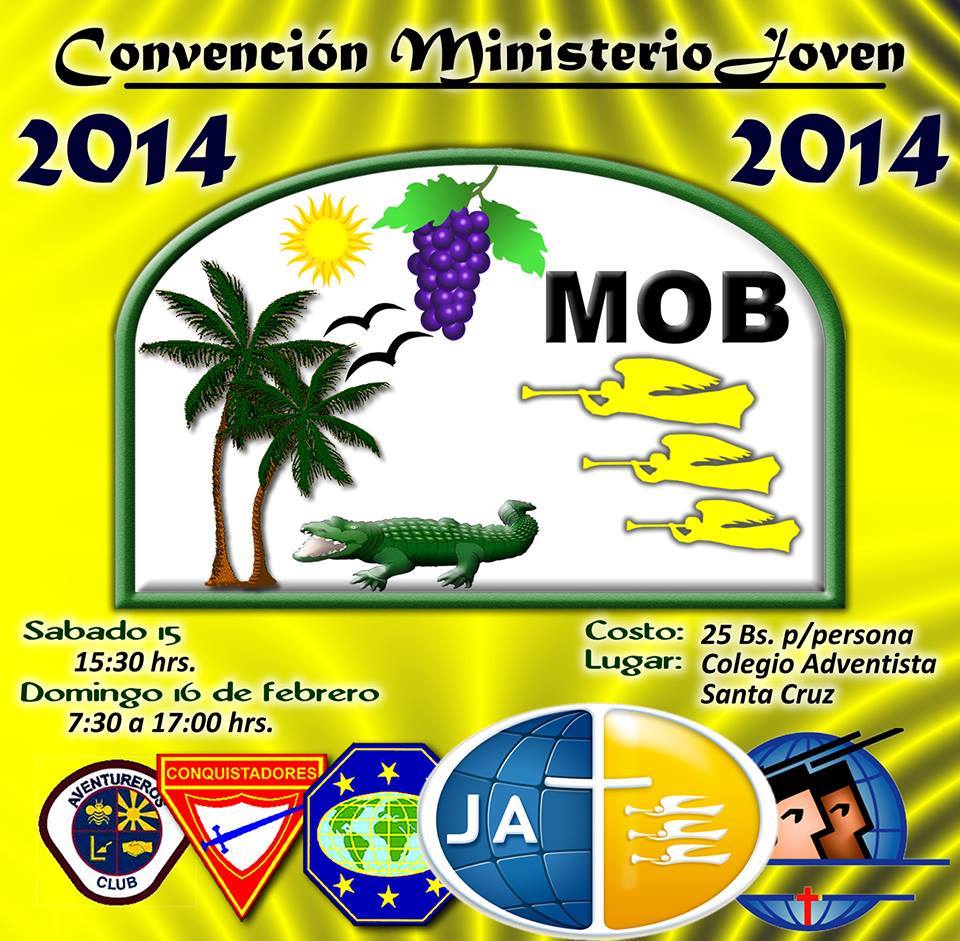 Convención Ministerio Joven
2014
2014
MOB
Sabado 15
15:30 hrs.
Domingo 16 de febrero
7:30 a 17:00 hrs.
Costo: 25 Bs. p/persona
Lugar: Colegio Adventista
Santa Cruz
AVENTUREROS
CLUB
CONQUISTADORES
JA